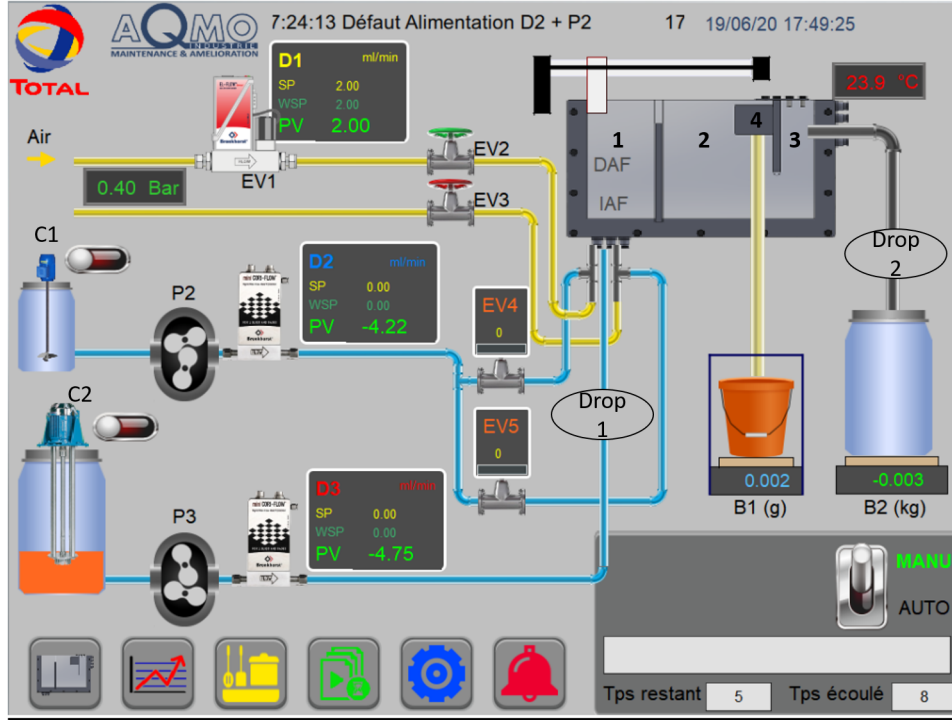 7:24:13 Défaut Alimentation D2 + P2 17 19/06/20 17:49:25
TOTAL
AQMO
INDUSTRIE
MAINTENANCE & AMELIORATION
D1 ml/min
SP 2.00
WSP 2.00
PV 2.00
23.9 °C
Air
EV1
EV2
0.40 Bar
EV3
1
2
4
3
DAF
IAF
C1
P2
D2 ml/min
SP 0.00
WSP 0.00
PV -4.22
EV4
0
Drop
2
C2
EV5
0
Drop
1
P3
D3 ml/min
SP 0.00
WSP 0.00
PV -4.75
0.002
B1 (g)
-0.003
B2 (kg)
MANU
AUTO
Tps restant 5 Tps écoulé 8